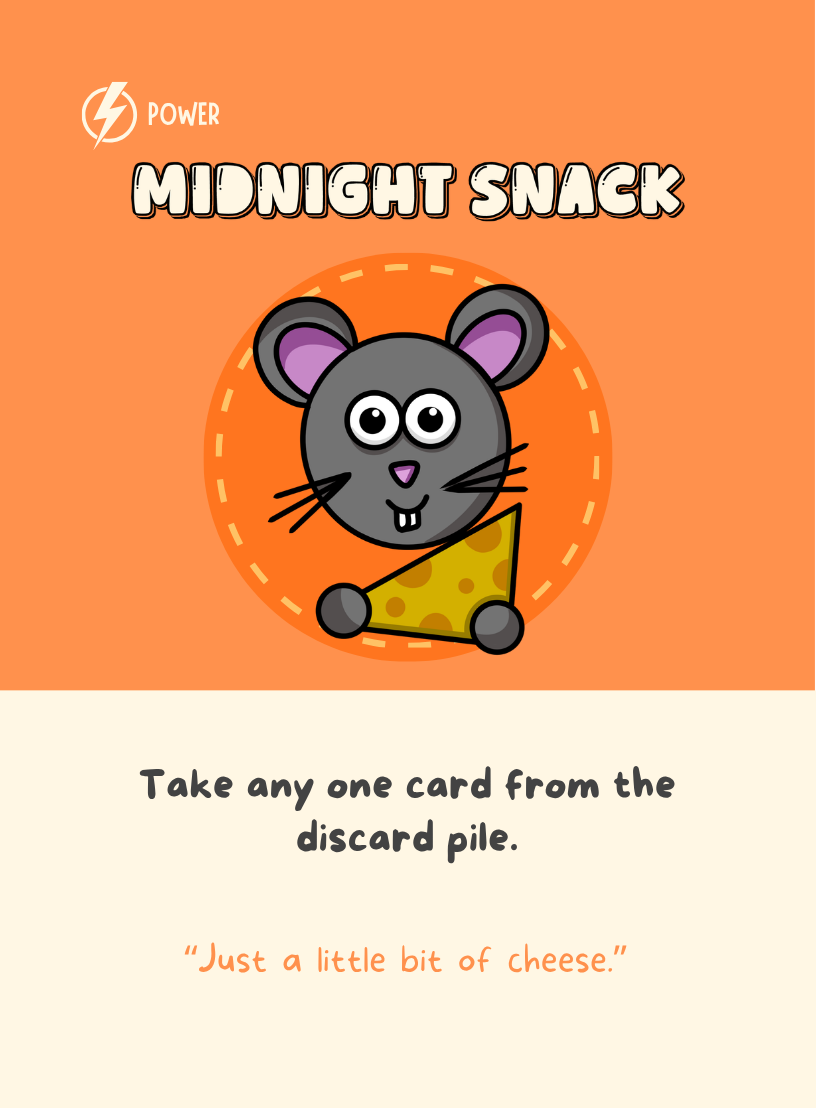 POWER
MIDNIGHT SNACK
Take any one card from the
discard pile.
“Just a little bit of cheese.”